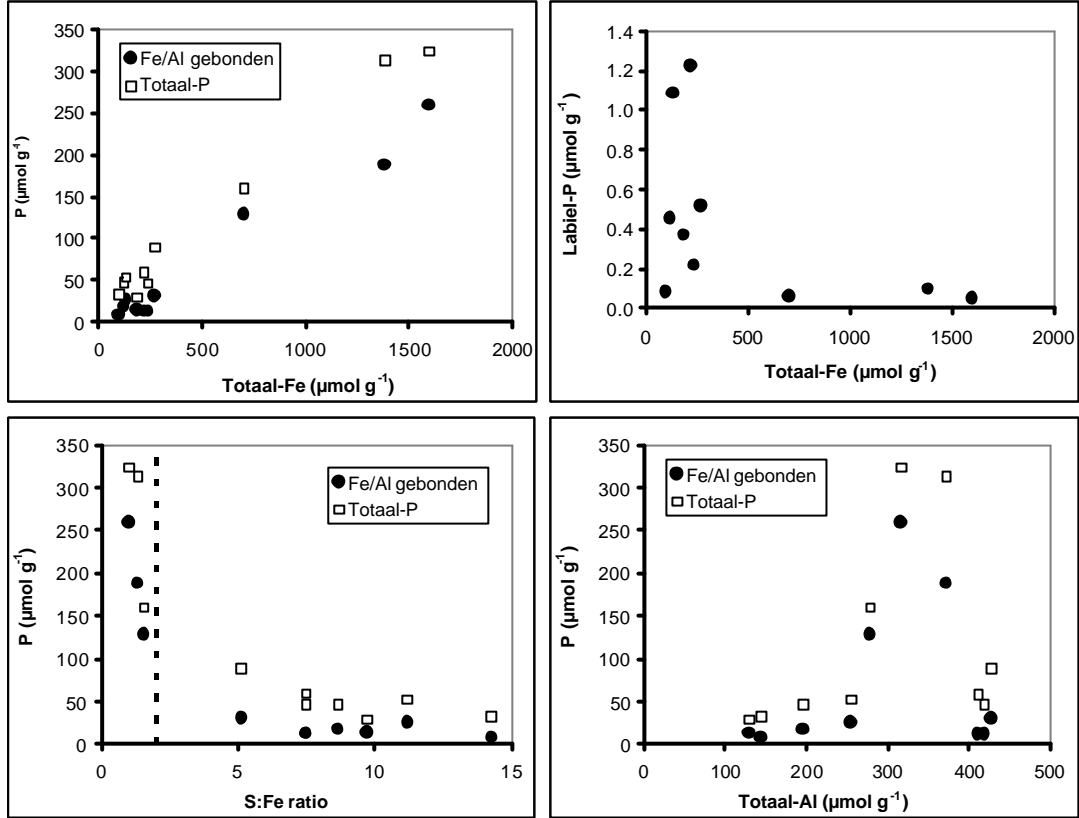 350
300
250
200
150
100
50
0
P (µmol g⁻¹)
Fe/Al gebonden
Totaal-P
0 500 1000 1500 2000
Totaal-Fe (µmol g⁻¹)
1.4
1.2
1.0
0.8
0.6
0.4
0.2
0.0
Labiel-P (µmol g⁻¹)
0 500 1000 1500 2000
Totaal-Fe (µmol g⁻¹)
350
300
250
200
150
100
50
0
P (µmol g⁻¹)
Fe/Al gebonden
Totaal-P
0 5 10 15
S:Fe ratio
350
300
250
200
150
100
50
0
P (µmol g⁻¹)
Fe/Al gebonden
Totaal-P
0 100 200 300 400 500
Totaal-Al (µmol g⁻¹)